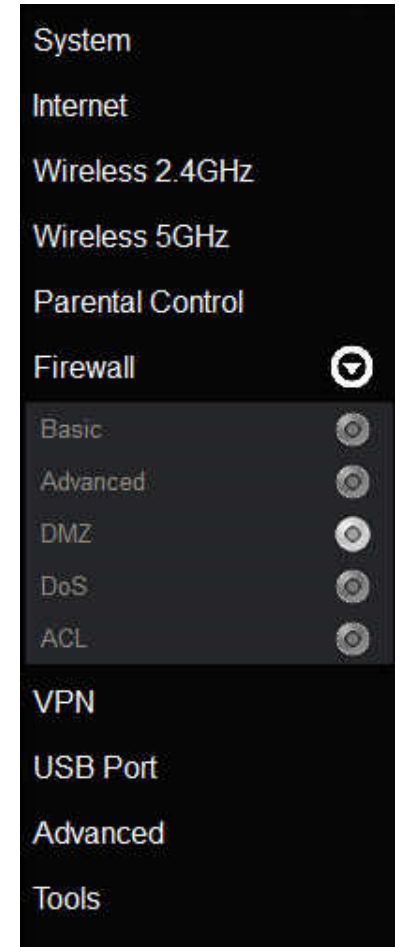 System
Internet
Wireless 2.4GHz
Wireless 5GHz
Parental Control
Firewall
Basic
Advanced
DMZ
DoS
ACL
VPN
USB Port
Advanced
Tools